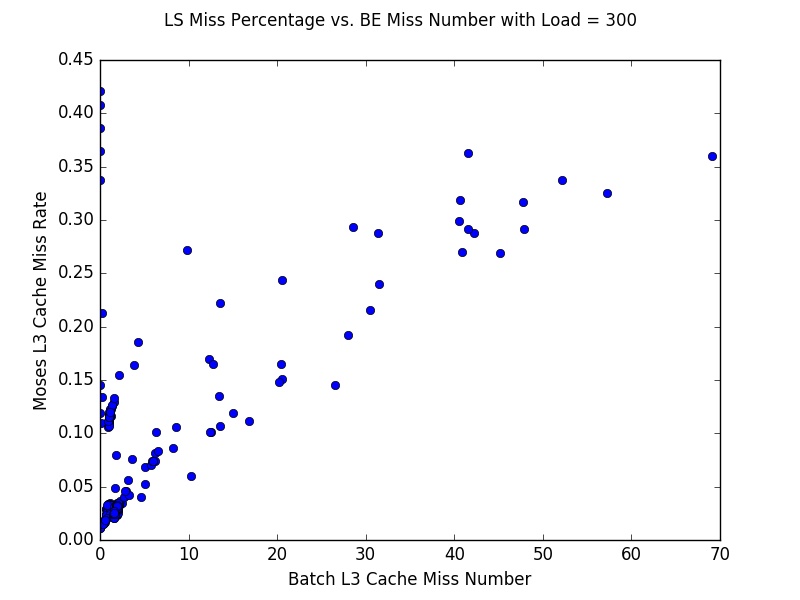 LS Miss Percentage vs. BE Miss Number with Load = 300
0.45
0.40
0.35
0.30
0.25
0.20
0.15
0.10
0.05
0.00
Moses L3 Cache Miss Rate
0 10 20 30 40 50 60 70
Batch L3 Cache Miss Number